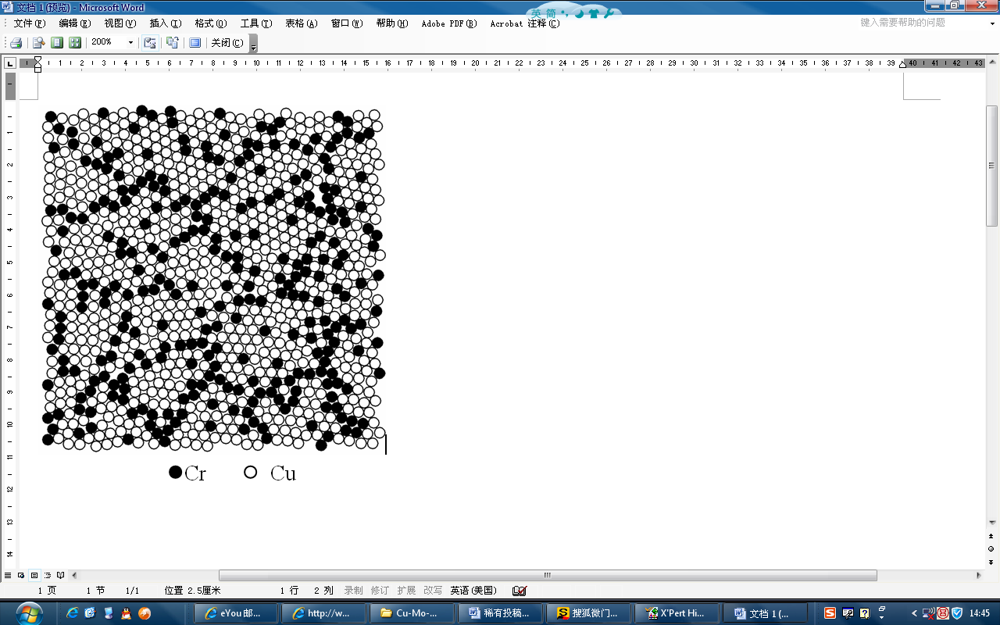 文档 1 (预览) - Microsoft Word
英 简
文件(F) 编辑(E) 视图(V) 插入(I) 格式(O) 工具(T) 表格(A) 窗口(W) 帮助(H) Adobe PDF(B) Acrobat 注释(C) 键入需要帮助的问题
200% 关闭(C)
1 2 3 4 5 6 7 8 9 10 11 12 13 14 15 16 17 18 19 20 21 22 23 24 25 26 27 28 29 30 31 32 33 34 35 36 37 38 39 40 41 42 43
1
2
3
4
5
6
7
8
9
10
11
12
13
14
Cr Cu
1 页 1 节 1/1 位置 2.5厘米 1 行 2 列 录制 修订 扩展 改写 英语(美国)
eYou 邮... http://w... Cu-Mo-... 稀有投稿... 搜狐微门... X'Pert Hi... 文档 1 (... 14:45